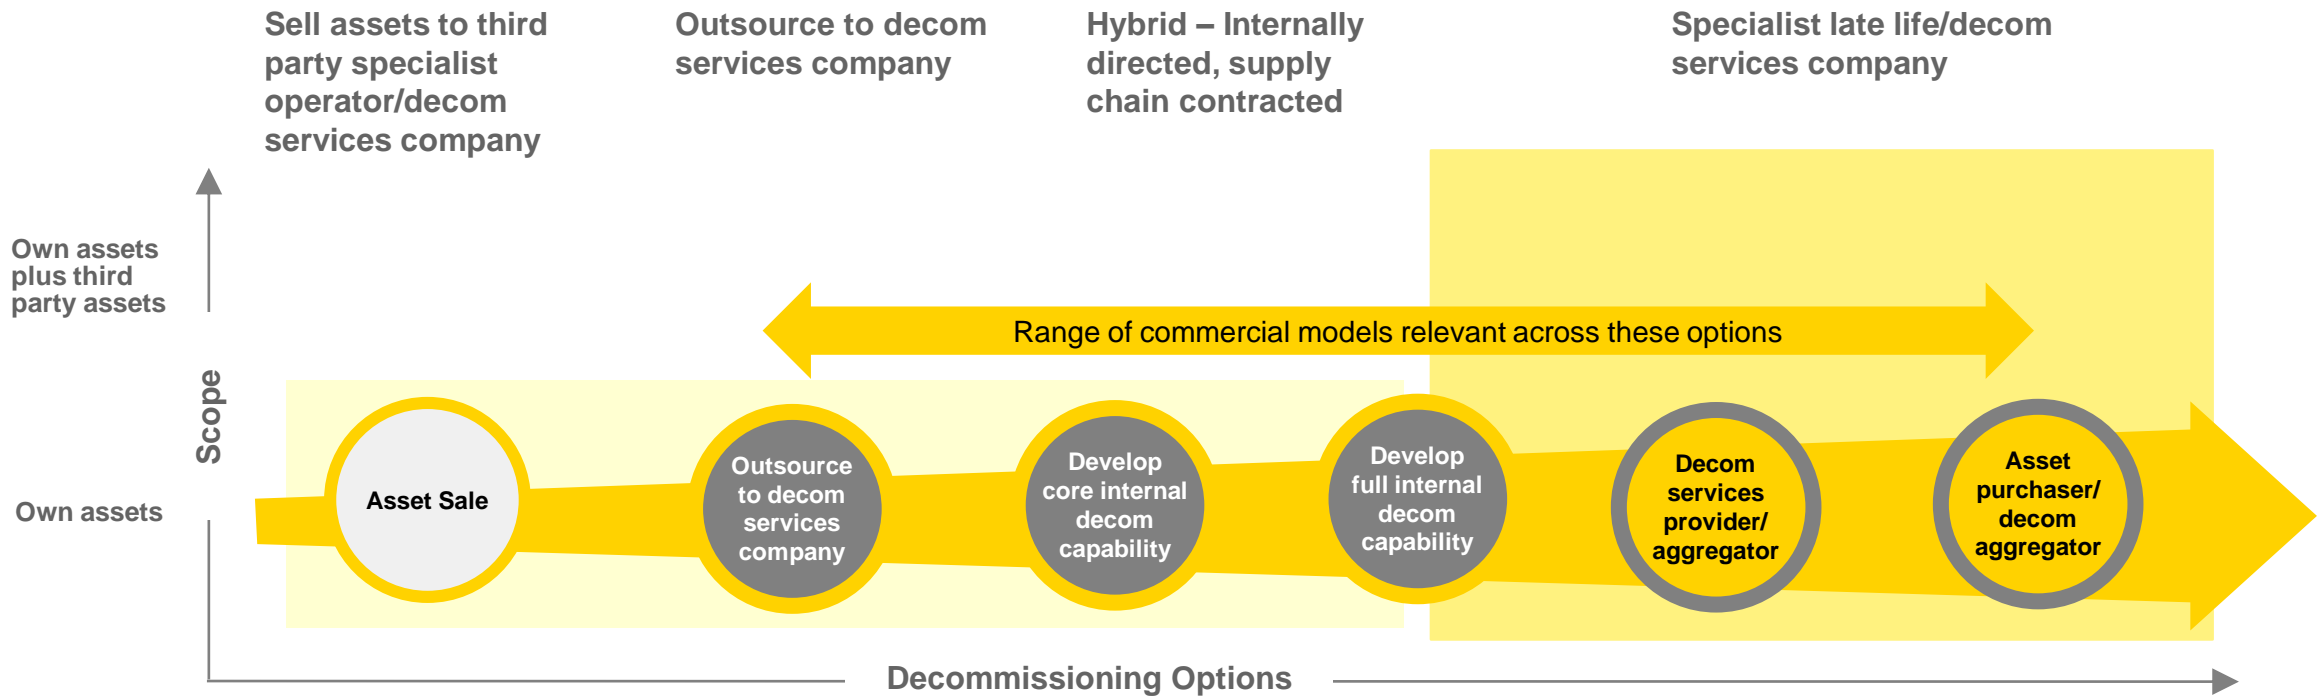 Sell assets to third
party specialist
operator/decom
services company
Outsource to decom
services company
Hybrid – Internally
directed, supply
chain contracted
Specialist late life/decom
services company
Own assets
plus third
party assets
Range of commercial models relevant across these options
Scope
Own assets
Asset Sale
Outsource
to decom
services
company
Develop
core internal
decom
capability
Develop
full internal
decom
capability
Decom
services
provider/
aggregator
Asset
purchaser/
decom
aggregator
Decommissioning Options